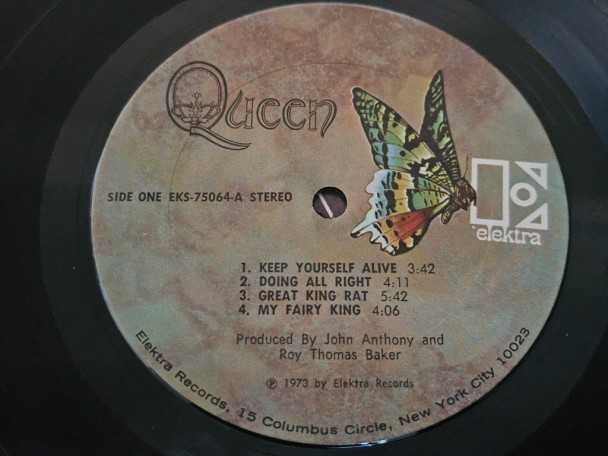 Queen
SIDE ONE EKS-75064-A STEREO
elektra
1. KEEP YOURSELF ALIVE 3:42
2. DOING ALL RIGHT 4:11
3. GREAT KING RAT 5:42
4. MY FAIRY KING 4:06
Produced By John Anthony and
Roy Thomas Baker
℗ 1973 by Elektra Records
Elektra Records, 15 Columbus Circle, New York City 10023